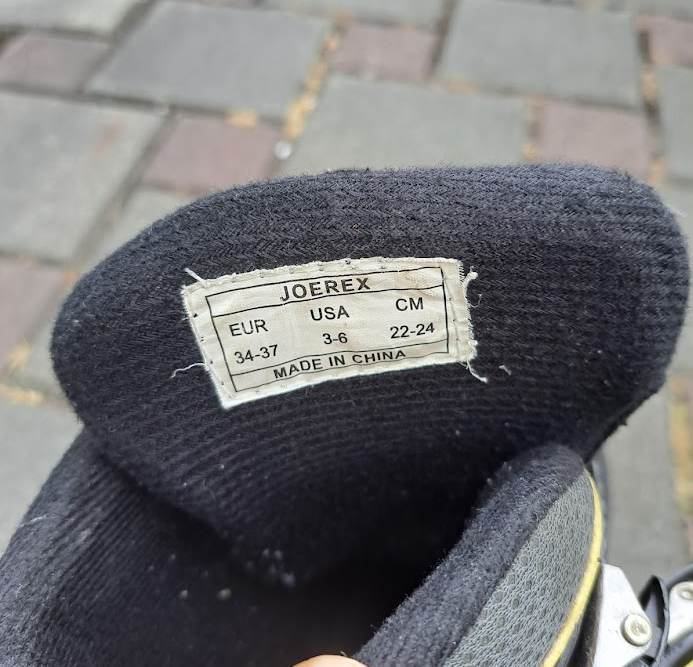 JOEREX
EUR USA CM
34-37 3-6 22-24
MADE IN CHINA